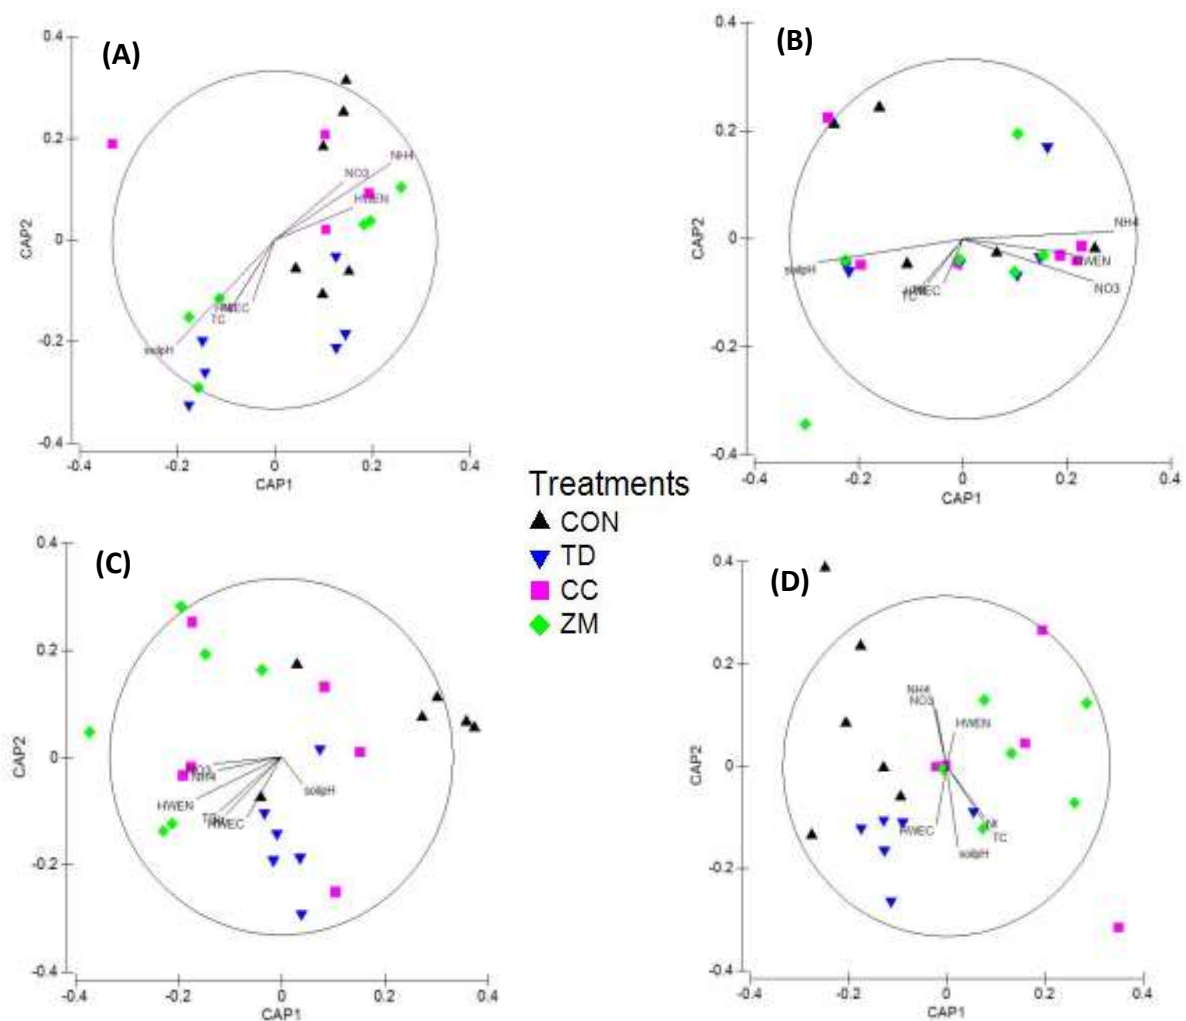 (A)
0.4
0.2
0
-0.2
-0.4
CAP2
-0.4
-0.2
0
0.2
0.4
CAP1
NH4
NO3
HWEN
HWEC
TC
soilpH
(B)
0.4
0.2
0
-0.2
-0.4
CAP2
-0.4
-0.2
0
0.2
0.4
CAP1
NH4
HWEN
NO3
soilpH
HWEC
TC
Treatments
CON
TD
CC
ZM
(C)
0.4
0.2
0
-0.2
-0.4
CAP2
-0.4
-0.2
0
0.2
0.4
CAP1
NO3
NH4
HWEN
HWEC
soilpH
(D)
0.4
0.2
0
-0.2
-0.4
CAP2
-0.4
-0.2
0
0.2
0.4
CAP1
NH4
NO3
HWEN
HWEC
TC
soilpH